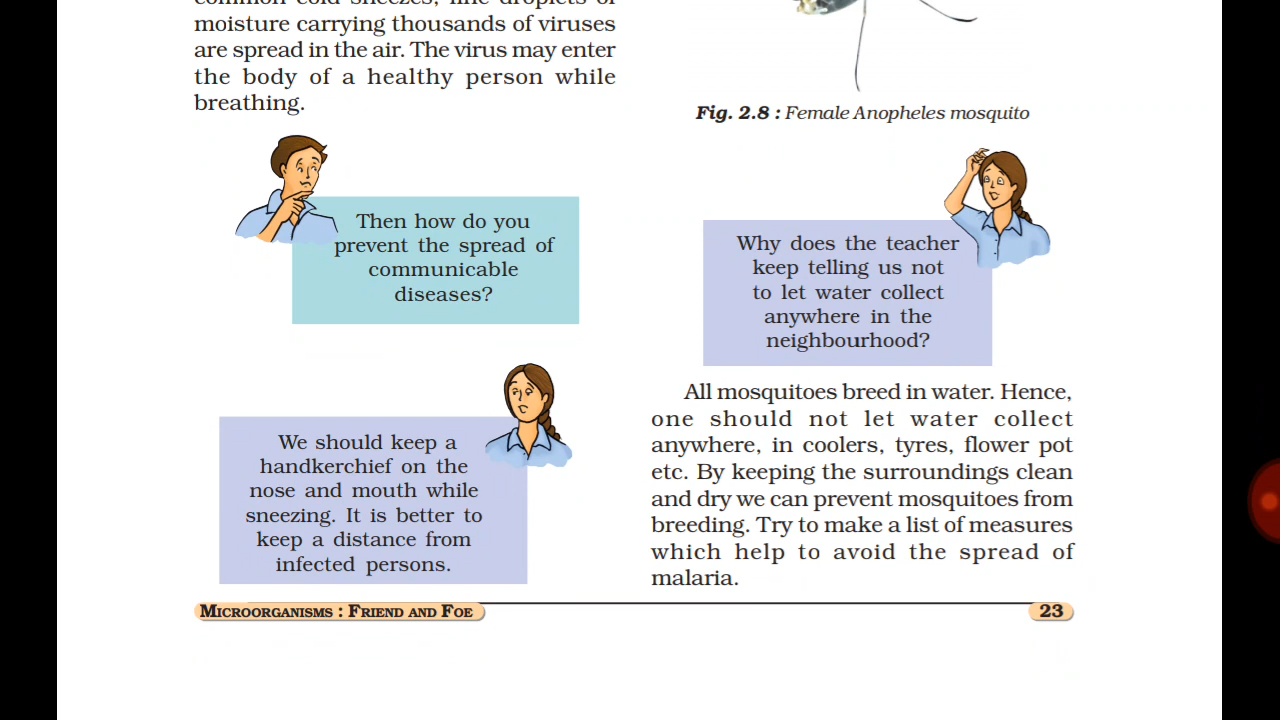 common cold sneezes, fine droplets of
moisture carrying thousands of viruses
are spread in the air. The virus may enter
the body of a healthy person while
breathing.
Then how do you
prevent the spread of
communicable
diseases?
We should keep a
handkerchief on the
nose and mouth while
sneezing. It is better to
keep a distance from
infected persons.
Fig. 2.8 : Female Anopheles mosquito
Why does the teacher
keep telling us not
to let water collect
anywhere in the
neighbourhood?
All mosquitoes breed in water. Hence,
one should not let water collect
anywhere, in coolers, tyres, flower pot
etc. By keeping the surroundings clean
and dry we can prevent mosquitoes from
breeding. Try to make a list of measures
which help to avoid the spread of
malaria.
MICROORGANISMS : FRIEND AND FOE
23